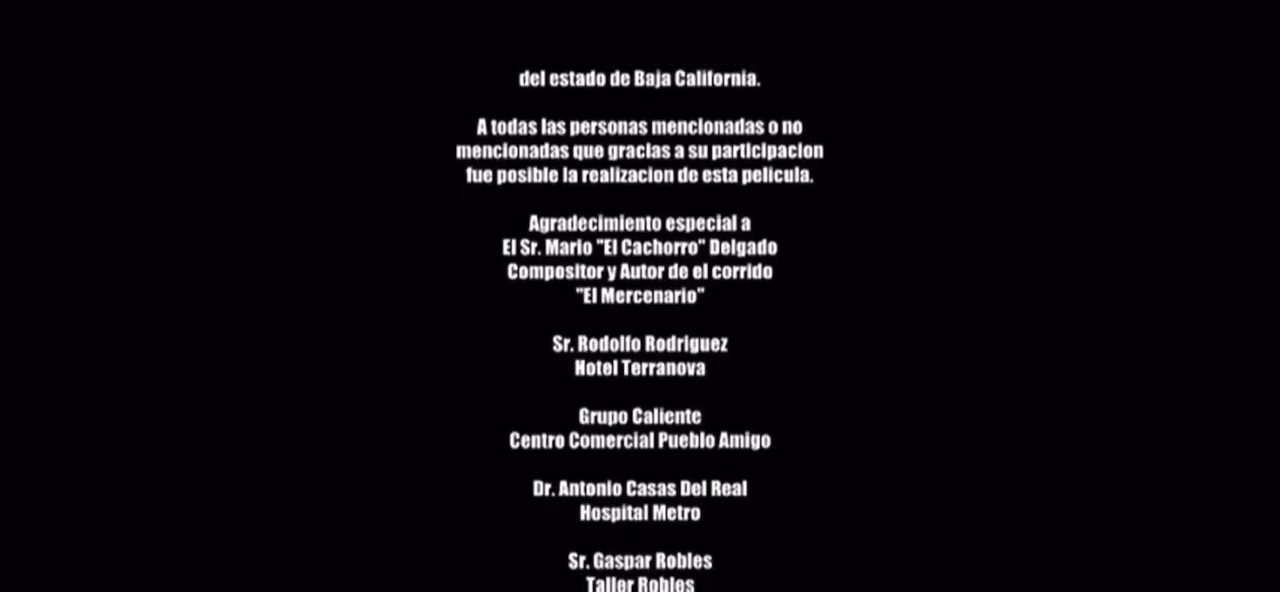 del estado de Baja California.
A todas las personas mencionadas o no
mencionadas que gracias a su participacion
fue posible la realizacion de esta pelicula.
Agradecimiento especial a
El Sr. Mario "El Cachorro" Delgado
Compositor y Autor de el corrido
"El Mercenario"
Sr. Rodolfo Rodriguez
Hotel Terranova
Grupo Caliente
Centro Comercial Pueblo Amigo
Dr. Antonio Casas Del Real
Hospital Metro
Sr. Gaspar Robles
Taller Robles